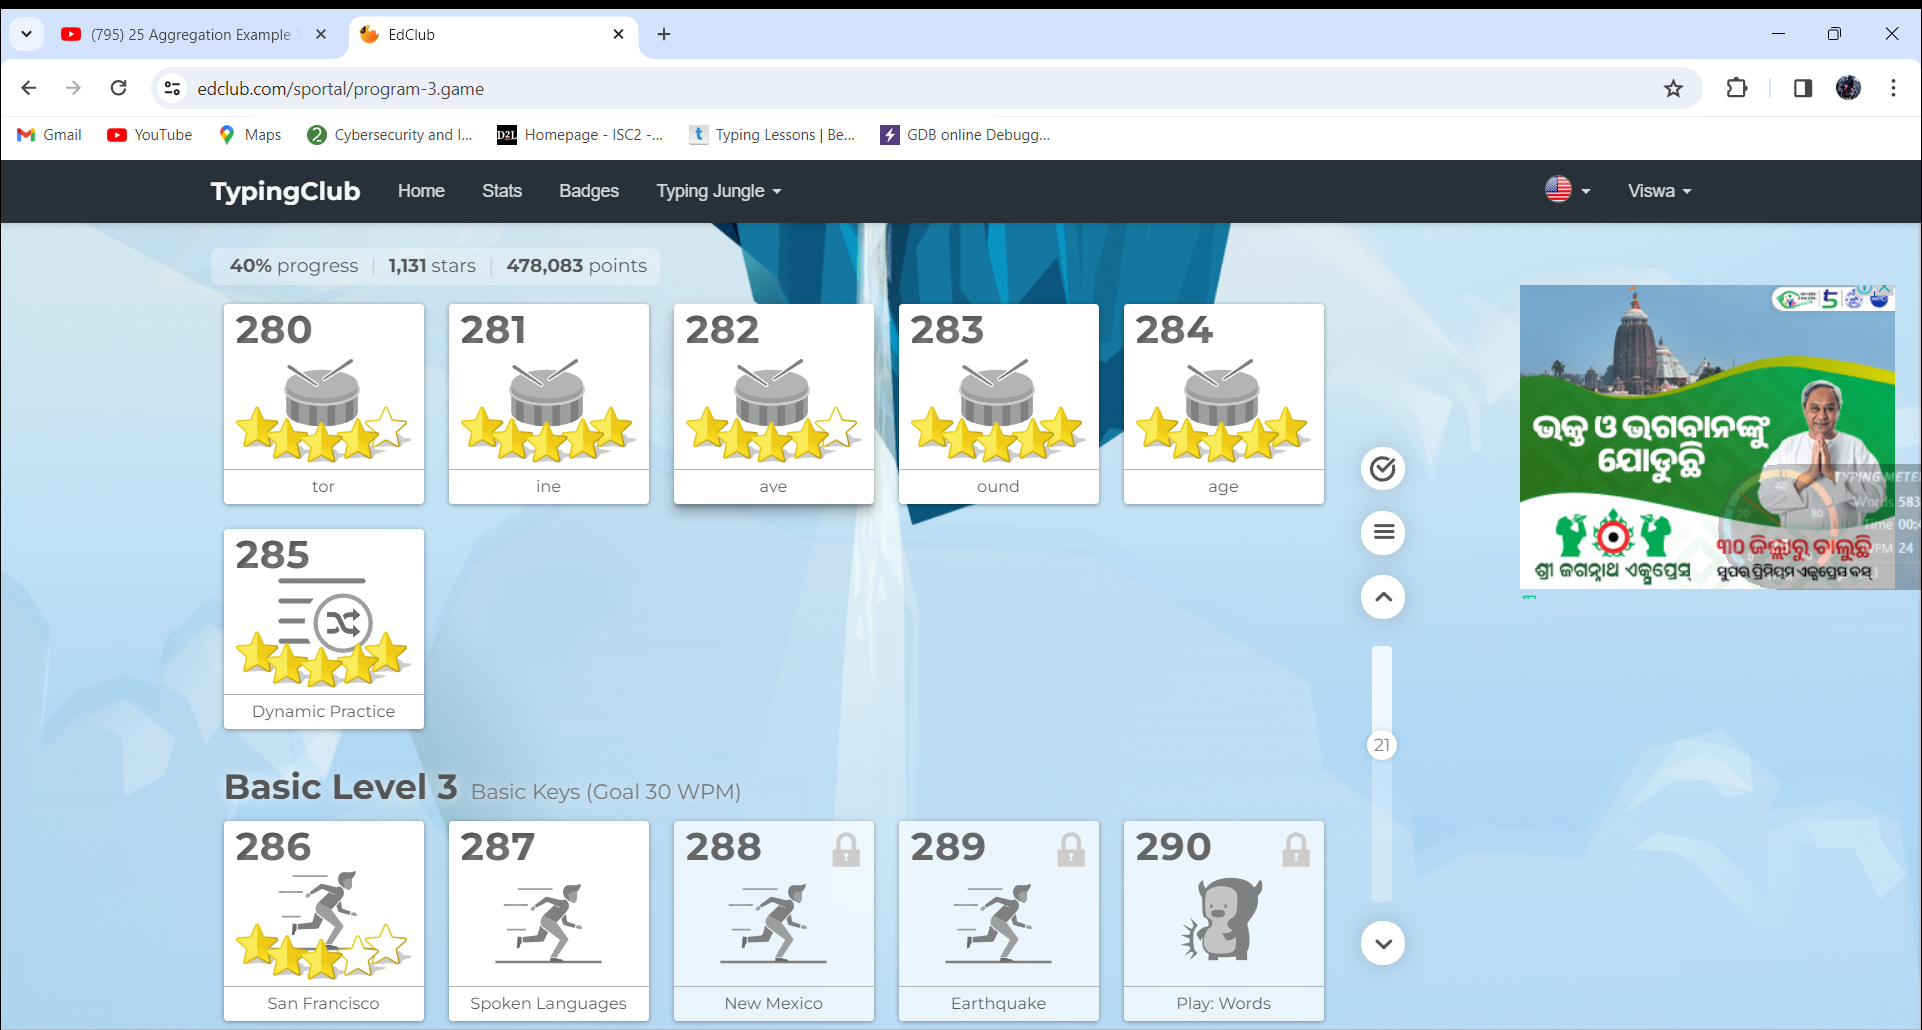 (795) 25 Aggregation Example
EdClub
edclub.com/sportal/program-3.game
Gmail
YouTube
Maps
Cybersecurity and I...
Homepage - ISC2 -...
Typing Lessons | Be...
GDB online Debugg...
TypingClub
Home
Stats
Badges
Typing Jungle
Viswa
40% progress
1,131 stars
478,083 points
280
tor
281
ine
282
ave
283
ound
284
age
285
Dynamic Practice
21
ଭକ୍ତ ଓ ଭଗବାନଙ୍କୁ
ଯୋଡୁଛି
TYPING METE
Words 583
Time 00:
WPM 24
20
40
80
୩୦ ଜିଲ୍ଲାରୁ ଚାଲୁଛି
ଶ୍ରୀ ଜଗନ୍ନାଥ ଏକ୍ସପ୍ରେସ୍
ସୁପର ପ୍ରିମିୟମ ଏକ୍ସପ୍ରେସ ବସ୍
Basic Level 3 Basic Keys (Goal 30 WPM)
286
San Francisco
287
Spoken Languages
288
New Mexico
289
Earthquake
290
Play: Words